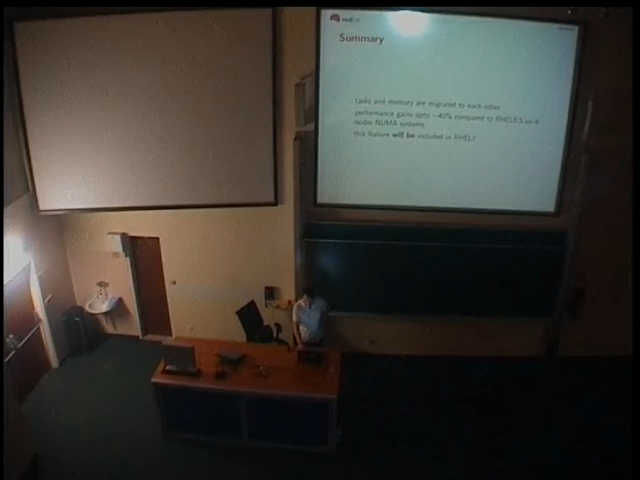 redhat
Summary
tasks and memory are migrated to each other
performance gains upto ~40% compared to RHEL6.5 on 4
nodes NUMA systems
this feature will be included in RHEL7